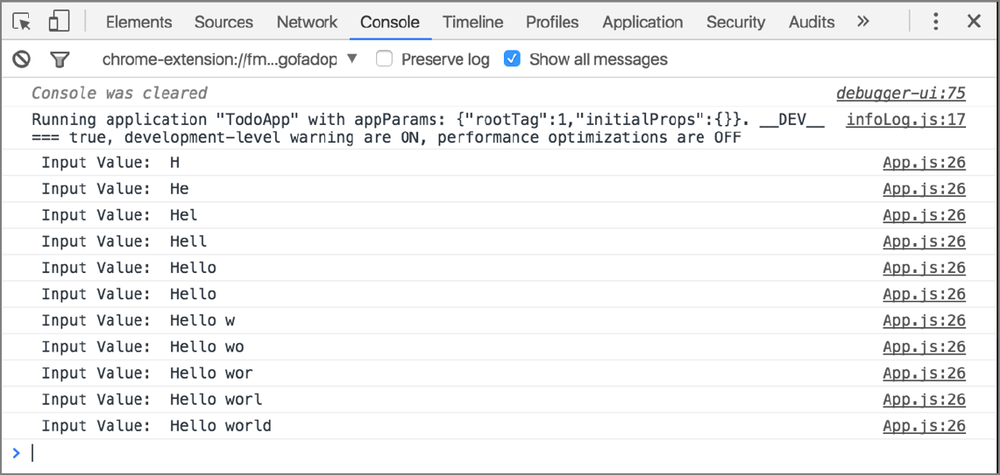 Elements Sources Network Console Timeline Profiles Application Security Audits »
chrome-extension://fm...gofadop ▼ Preserve log Show all messages
Console was cleared debugger-ui:75
Running application "TodoApp" with appParams: {"rootTag":1,"initialProps":{}}. __DEV__ infoLog.js:17
=== true, development-level warning are ON, performance optimizations are OFF
Input Value: H App.js:26
Input Value: He App.js:26
Input Value: Hel App.js:26
Input Value: Hell App.js:26
Input Value: Hello App.js:26
Input Value: Hello App.js:26
Input Value: Hello w App.js:26
Input Value: Hello wo App.js:26
Input Value: Hello wor App.js:26
Input Value: Hello worl App.js:26
Input Value: Hello world App.js:26
>